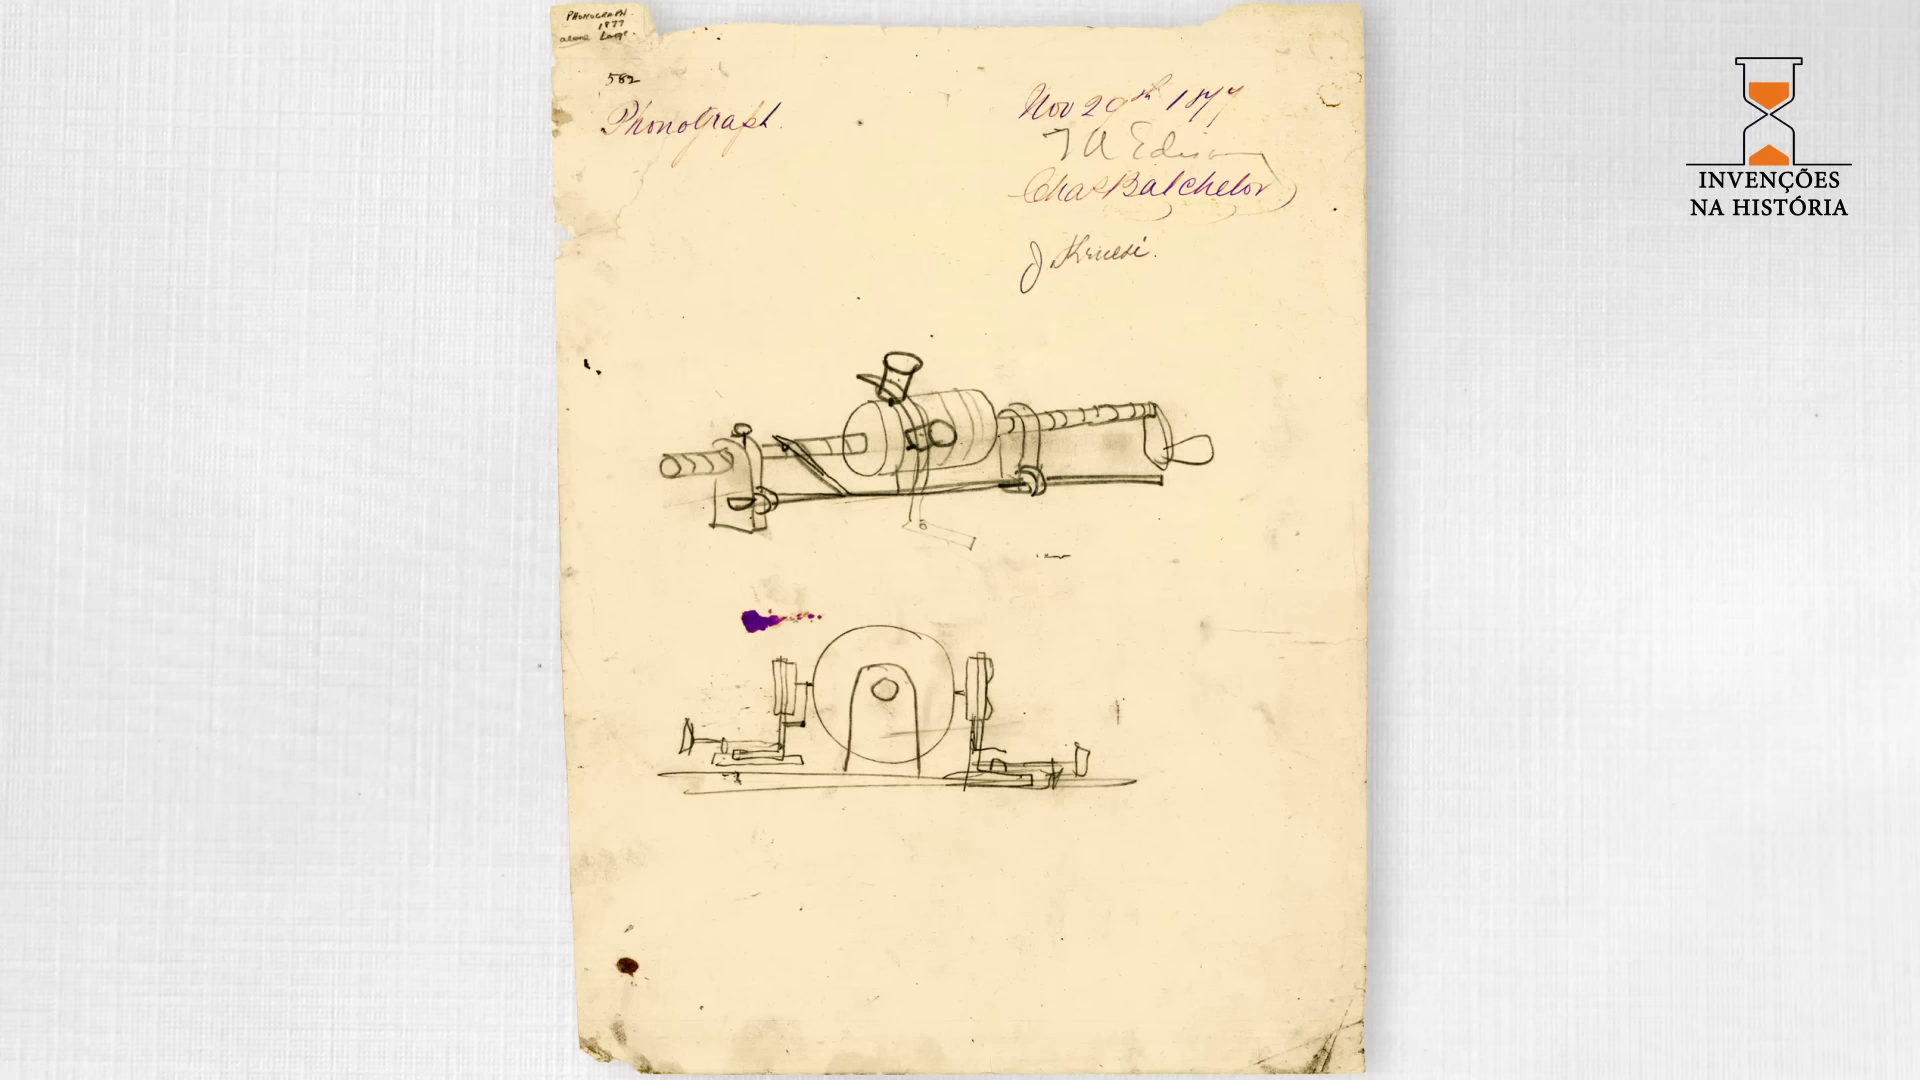 PHONOGRAPH
1877
582
Phonograph.
Nov 29th 1877
T A Edison
Chas Batchelor
J. Kruesi.
INVENÇÕES
NA HISTÓRIA